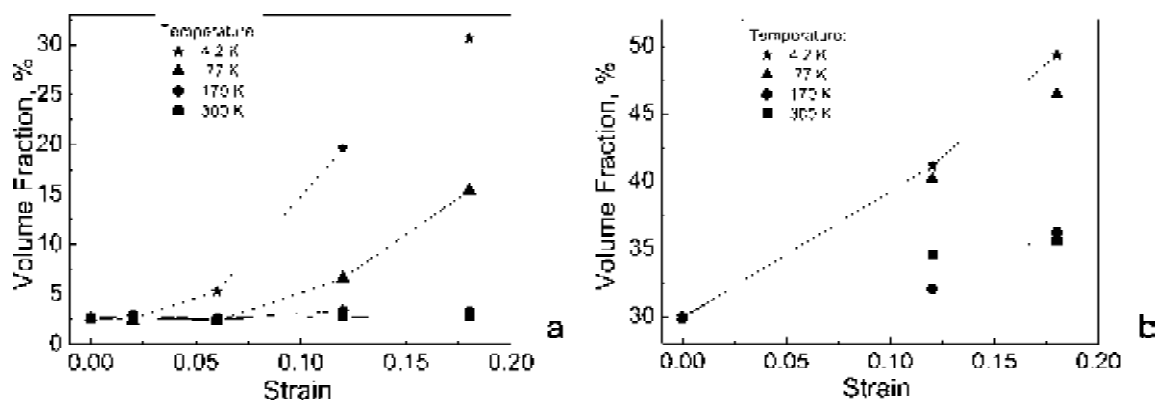 Temperature
4.2 K
77 K
170 K
300 K
Volume Fraction, %
30
25
20
15
10
5
0
0.00 0.05 0.10 0.15 0.20
Strain
a
Temperature:
4.2 K
77 K
170 K
300 K
Volume Fraction, %
50
45
40
35
30
0.00 0.05 0.10 0.15 0.20
Strain
b